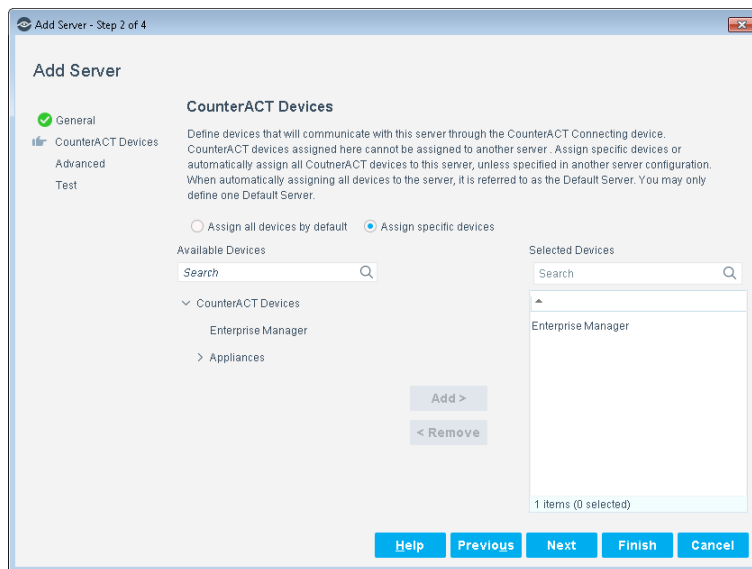 Add Server - Step 2 of 4
Add Server
General
CounterACT Devices
Advanced
Test
CounterACT Devices
Define devices that will communicate with this server through the CounterACT Connecting device.
CounterACT Devices assigned here cannot be assigned to another server . Assign specific devices or
automatically assign all CoutnerACT devices to this server, unless specified in another server configuration.
When automatically assigning all devices to the server, it is referred to as the Default Server. You may only
define one Default Server.
Assign all devices by default
Assign specific devices
Available Devices
Search
CounterACT Devices
Enterprise Manager
Appliances
Add >
< Remove
Selected Devices
Search
Enterprise Manager
1 items (0 selected)
Help
Previous
Next
Finish
Cancel